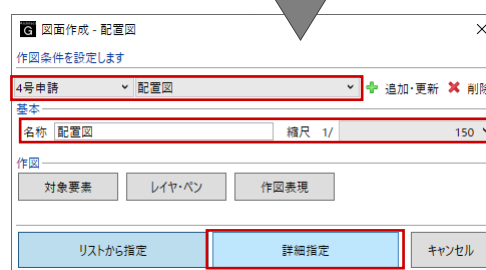 G 図面作成 - 配置図
作図条件を設定します
4号申請 配置図 追加・更新 削除
基本
名称 配置図 縮尺 1/ 150
作図
対象要素 レイヤ・ペン 作図表現
リストから指定 詳細指定 キャンセル